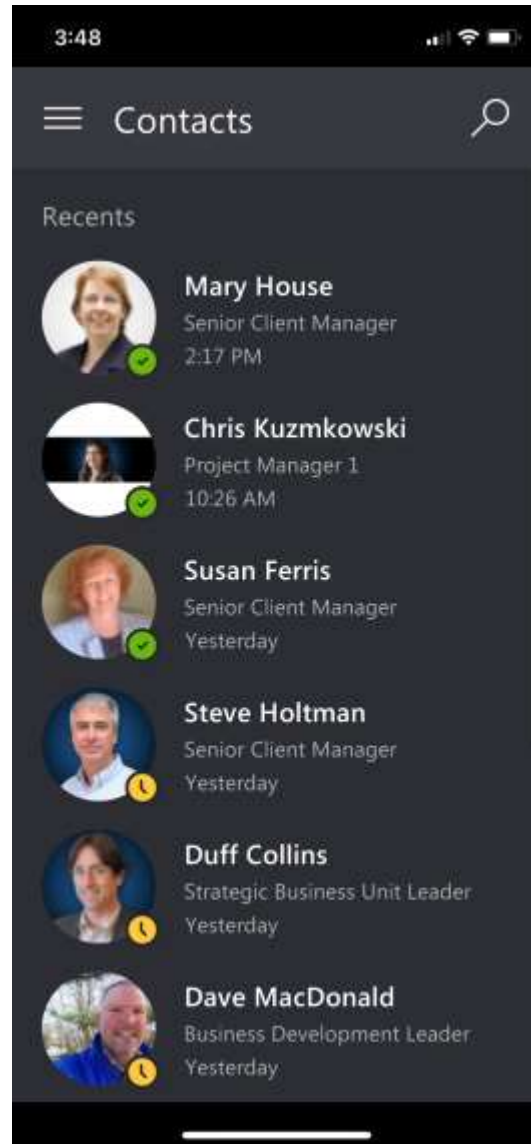 3:48
Contacts
Recents
Mary House
Senior Client Manager
2:17 PM
Chris Kuzmkowski
Project Manager 1
10:26 AM
Susan Ferris
Senior Client Manager
Yesterday
Steve Holtman
Senior Client Manager
Yesterday
Duff Collins
Strategic Business Unit Leader
Yesterday
Dave MacDonald
Business Development Leader
Yesterday